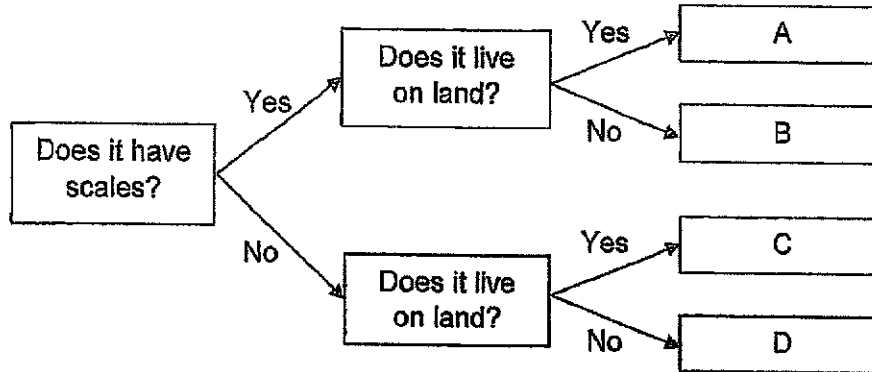 Does it have
scales?
Yes
No
Does it live
on land?
Yes
No
A
B
Does it live
on land?
Yes
No
C
D